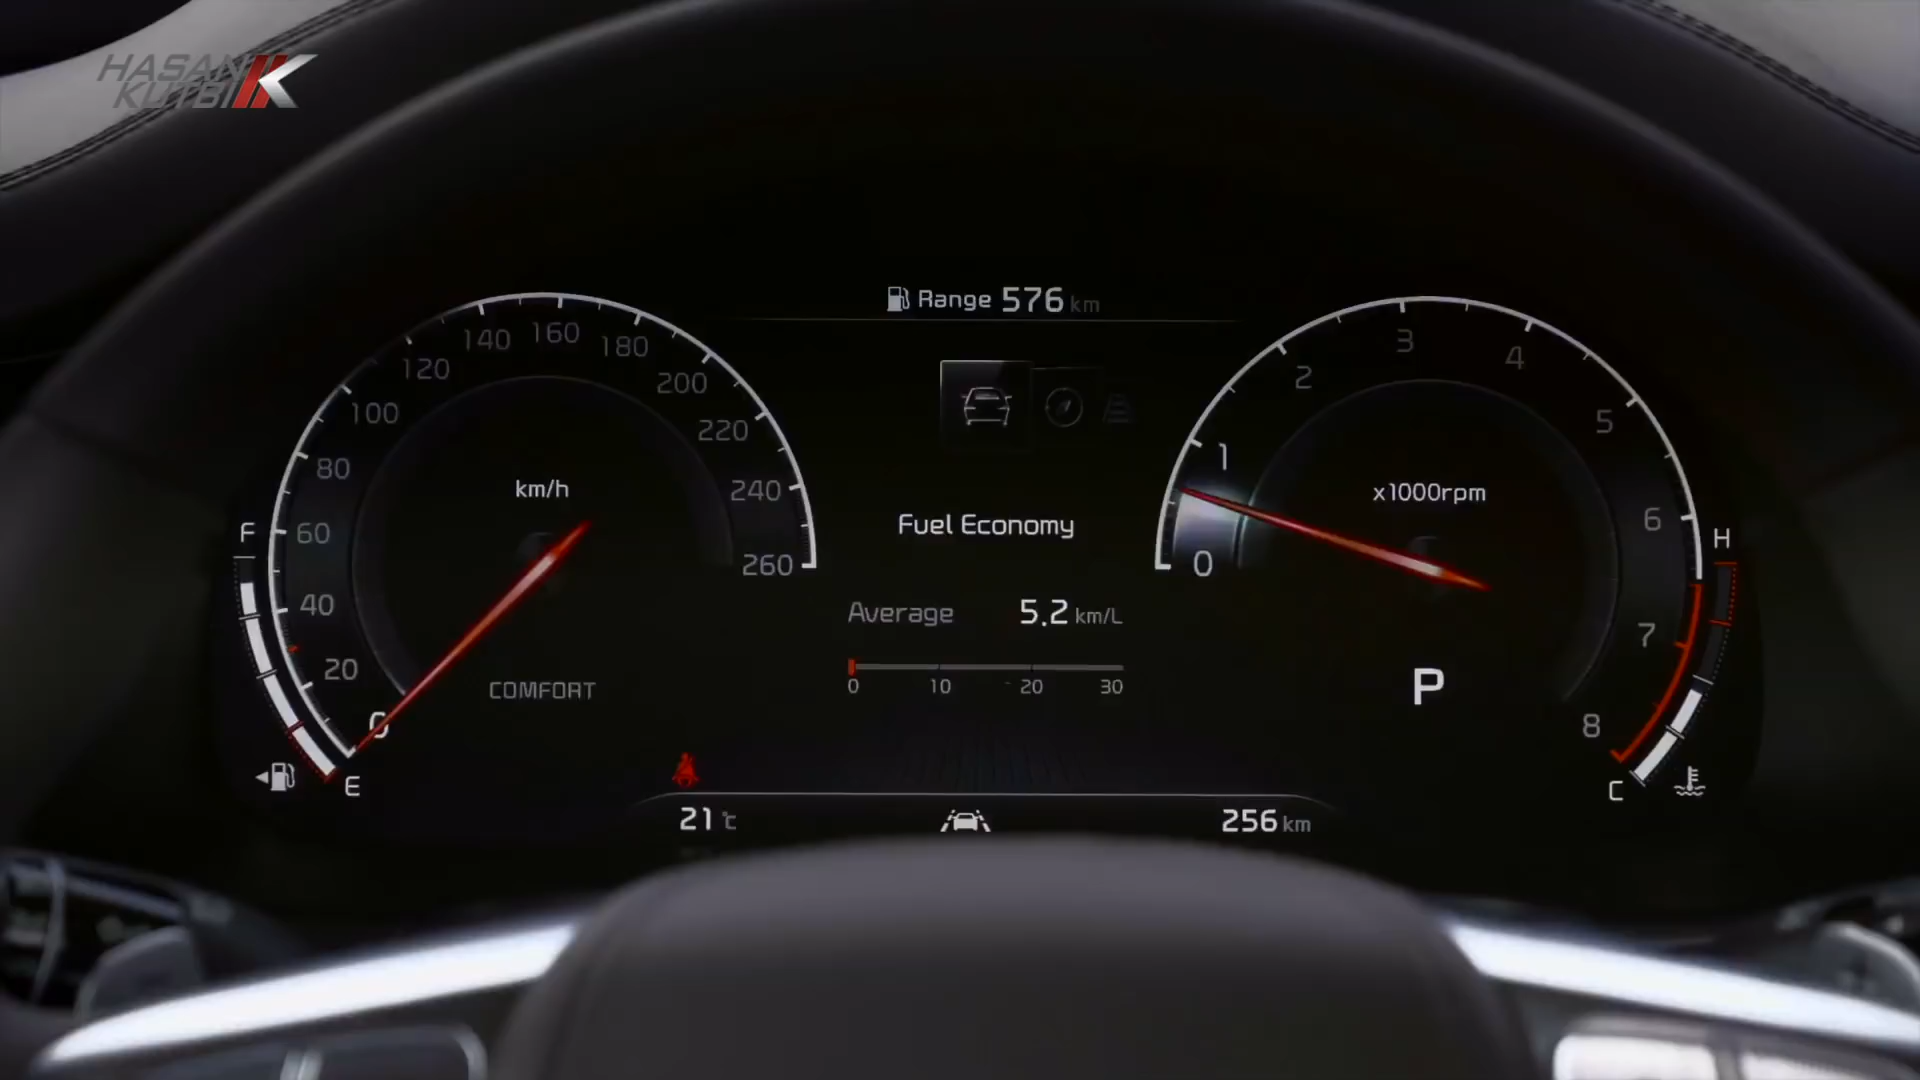 HASAN
KUTBI K
Range 576 km
km/h
0
20
40
60
80
100
120
140
160
180
200
220
240
260
COMFORT
F
E
Fuel Economy
Average 5.2 km/L
0 10 20 30
x1000rpm
0
1
2
3
4
5
6
7
8
P
H
C
21 °C
256 km